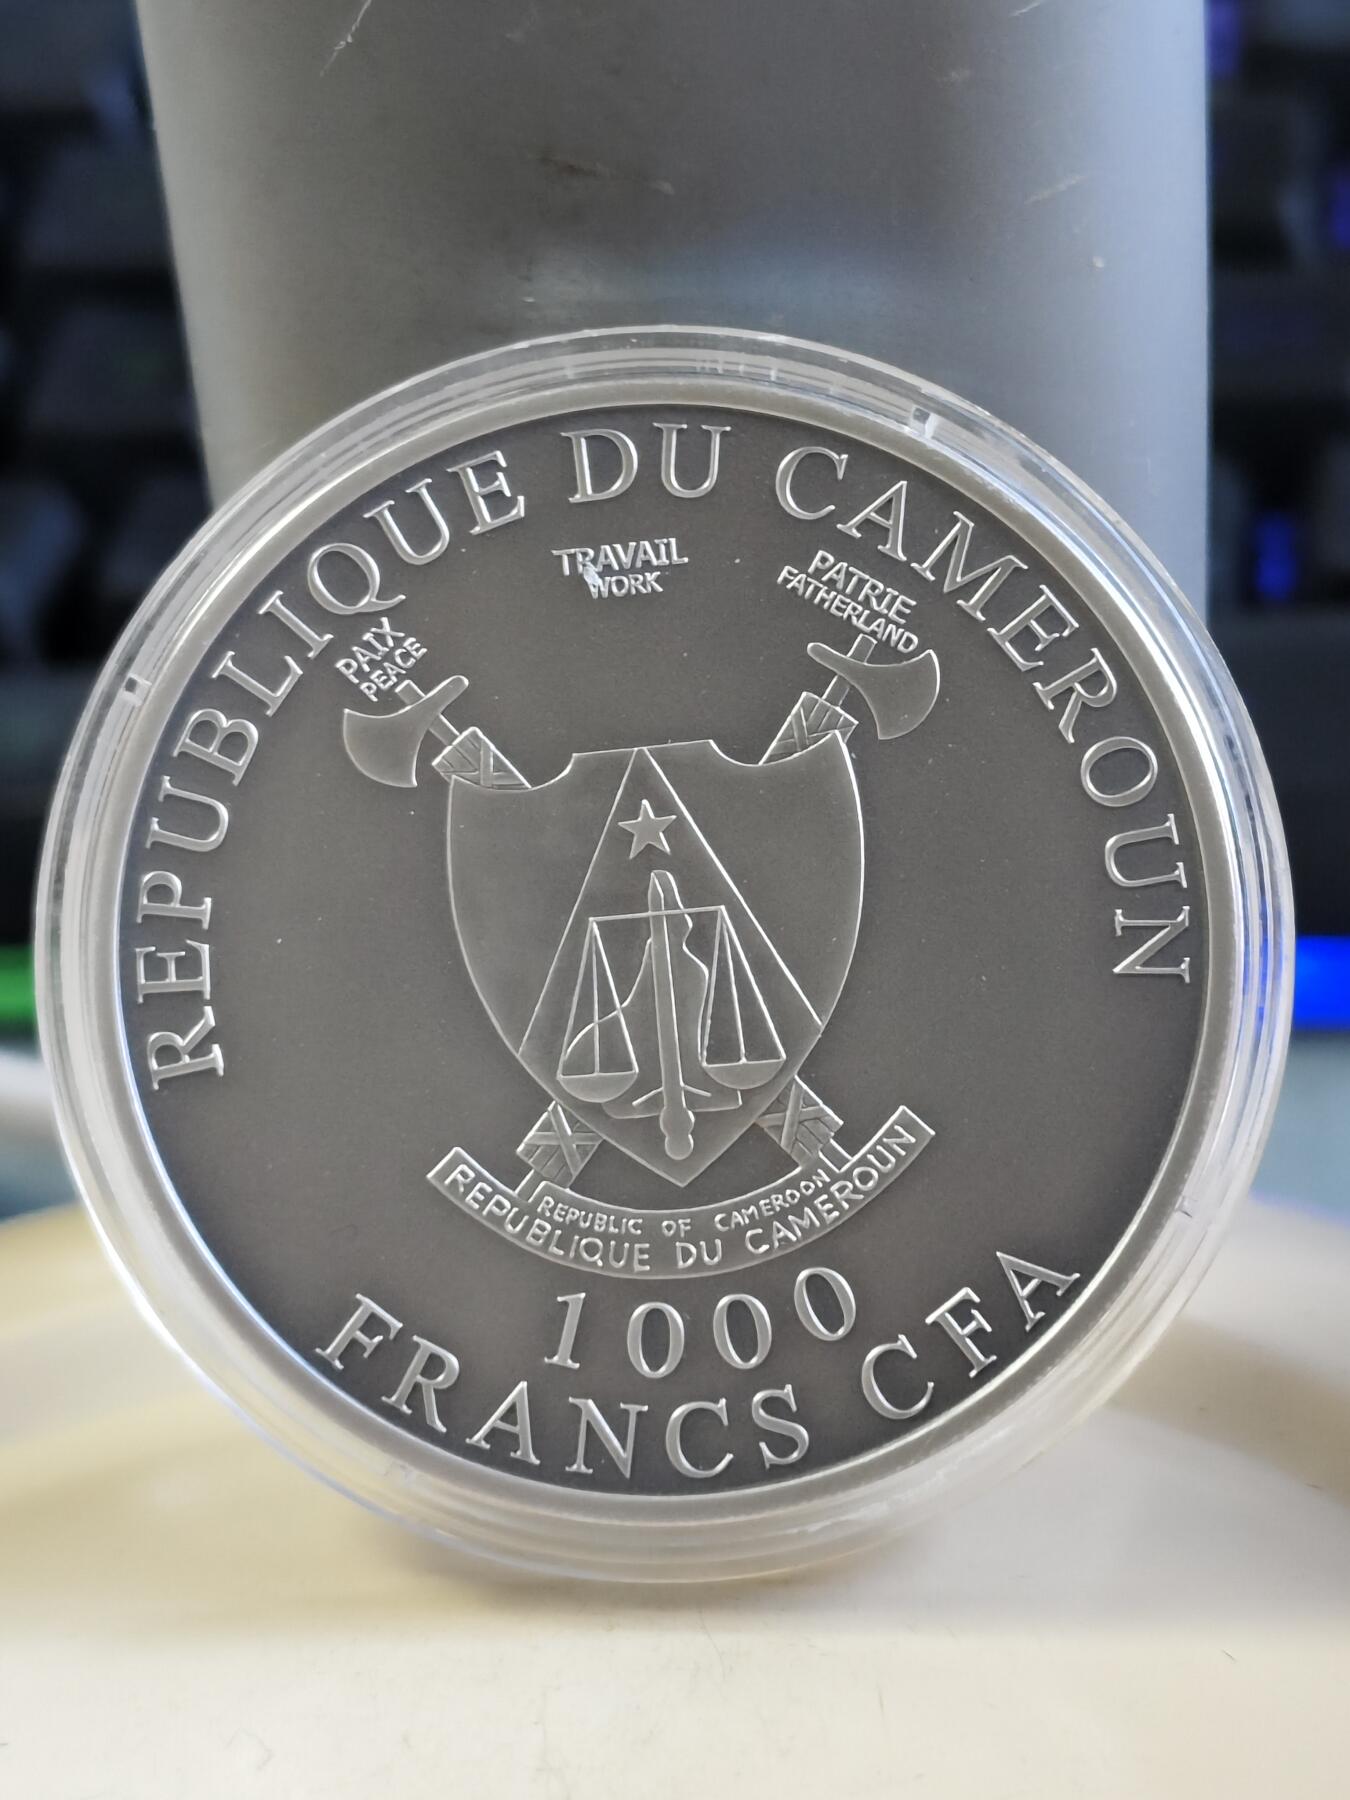 REPUBLIQUE DU CAMEROUN
PAIX
PEACE
TRAVAIL
WORK
PATRIE
FATHERLAND
REPUBLIC OF CAMEROON
REPUBLIQUE DU CAMEROUN
1000
FRANCS CFA